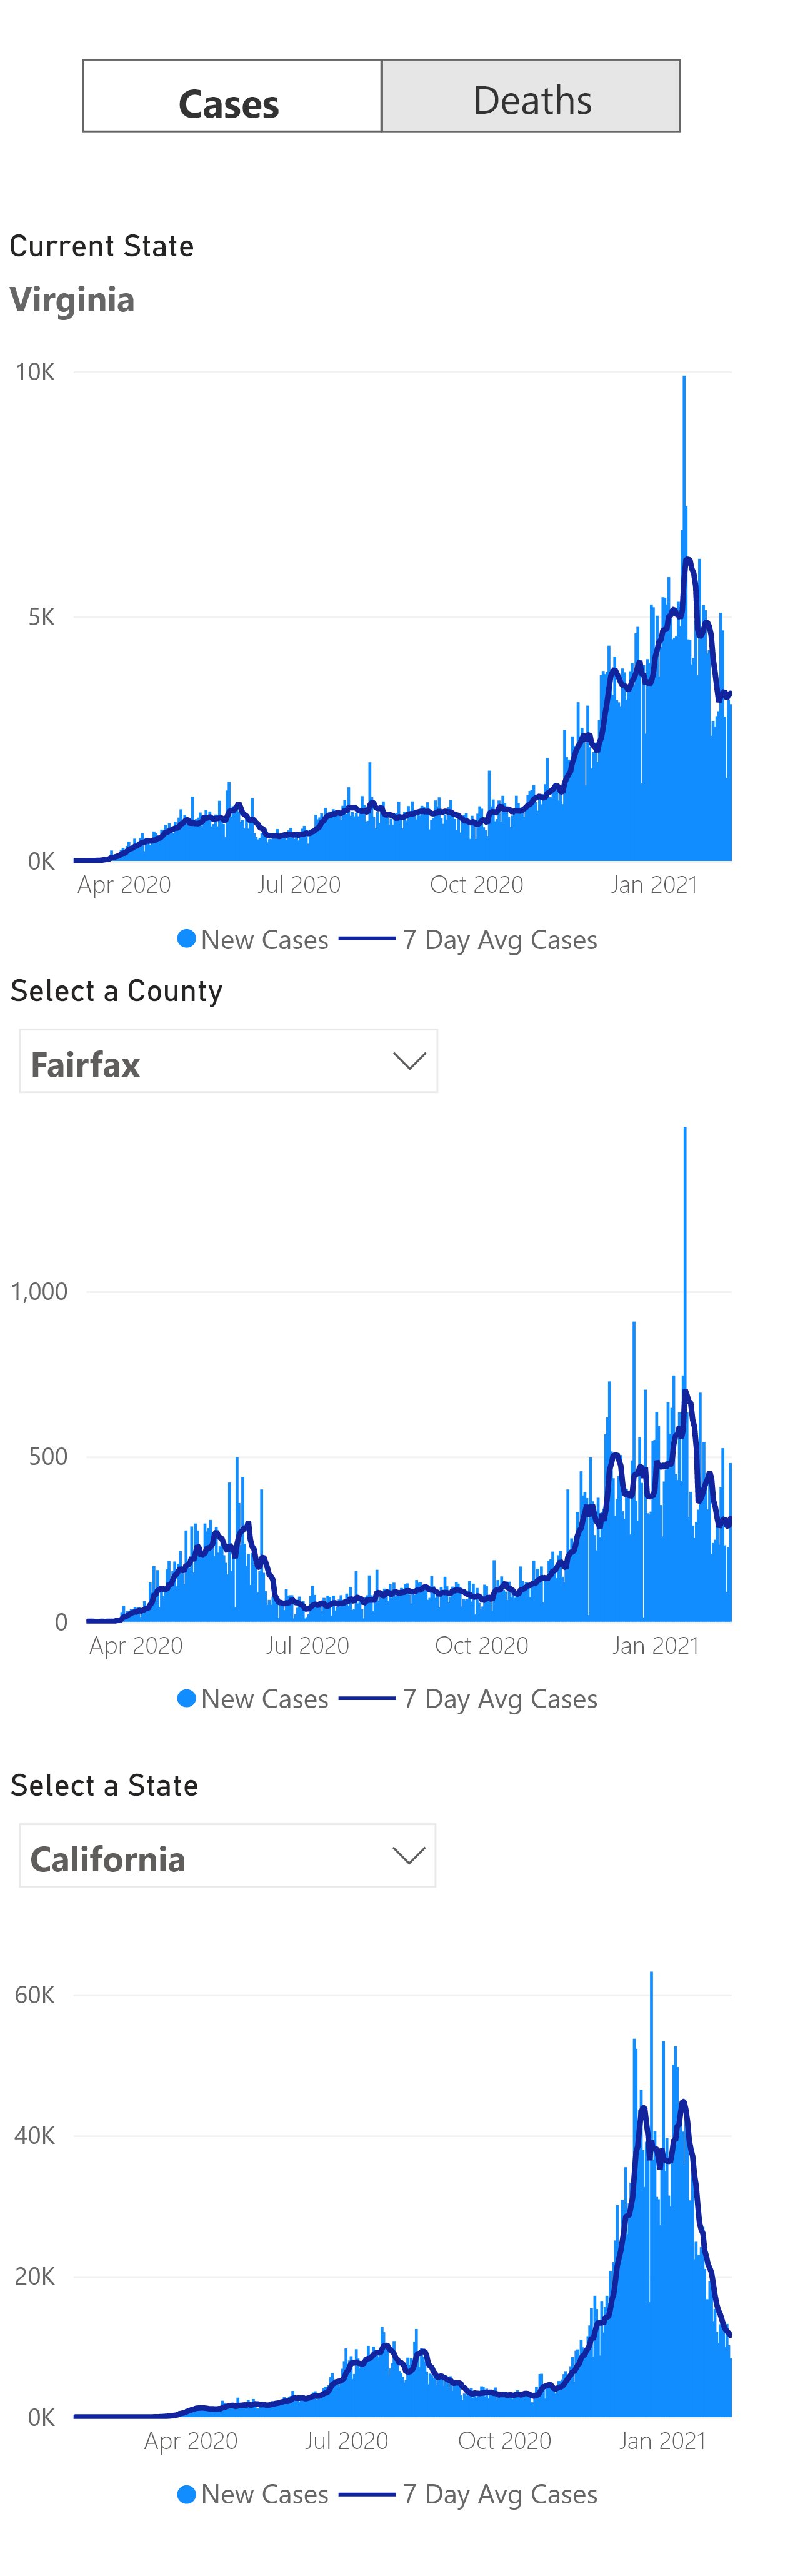 Cases Deaths
Current State
Virginia
10K
5K
0K
Apr 2020 Jul 2020 Oct 2020 Jan 2021
New Cases 7 Day Avg Cases
Select a County
Fairfax
1,000
500
0
Apr 2020 Jul 2020 Oct 2020 Jan 2021
New Cases 7 Day Avg Cases
Select a State
California
60K
40K
20K
0K
Apr 2020 Jul 2020 Oct 2020 Jan 2021
New Cases 7 Day Avg Cases